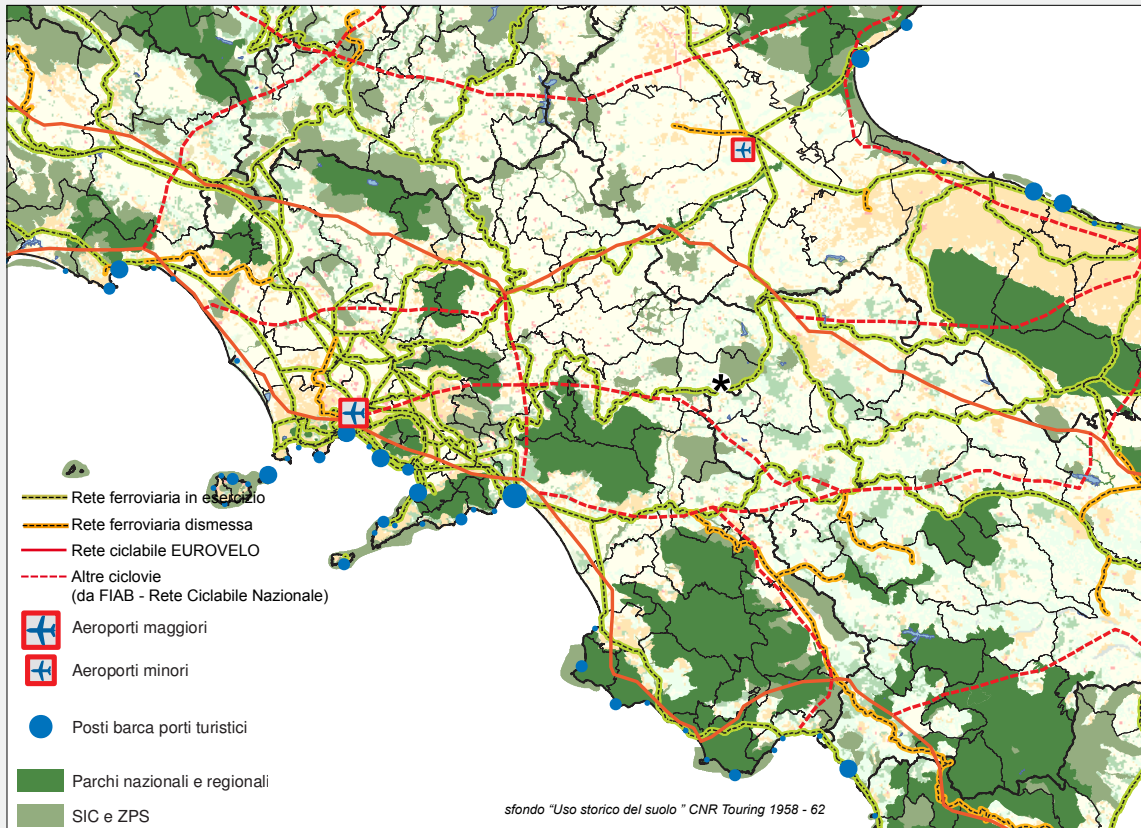 Rete ferroviaria in esercizio
Rete ferroviaria dismessa
Rete ciclabile EUROVELO
Altre ciclovie
(da FIAB - Rete Ciclabile Nazionale)
Aeroporti maggiori
Aeroporti minori
Posti barca porti turistici
Parchi nazionali e regionali
SIC e ZPS
sfondo “Uso storico del suolo ” CNR Touring 1958 - 62
*